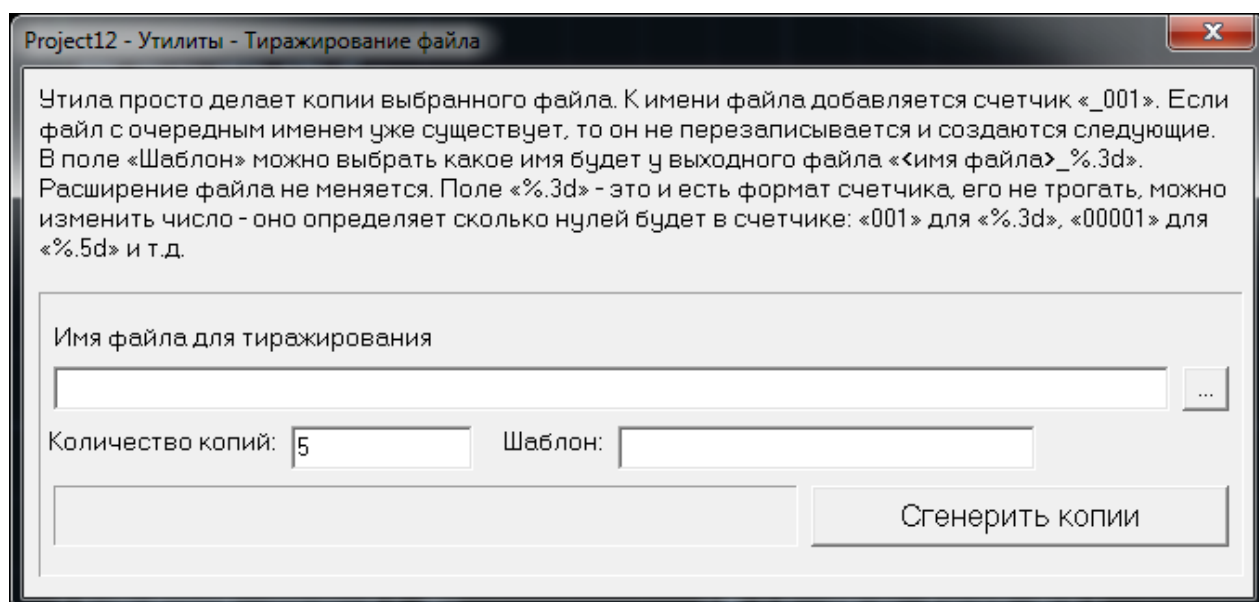 Project12 - Утилиты - Тиражирование файла
Утила просто делает копии выбранного файла. К имени файла добавляется счетчик «_001». Если
файл с очередным именем уже существует, то он не перезаписывается и создаются следующие.
В поле «Шаблон» можно выбрать какое имя будет у выходного файла «<имя файла>_%.3d».
Расширение файла не меняется. Поле «%.3d» - это и есть формат счетчика, его не трогать, можно
изменить число - оно определяет сколько нулей будет в счетчике: «001» для «%.3d», «00001» для
«%.5d» и т.д.
Имя файла для тиражирования
...
Количество копий: 5 Шаблон:
Сгенерить копии